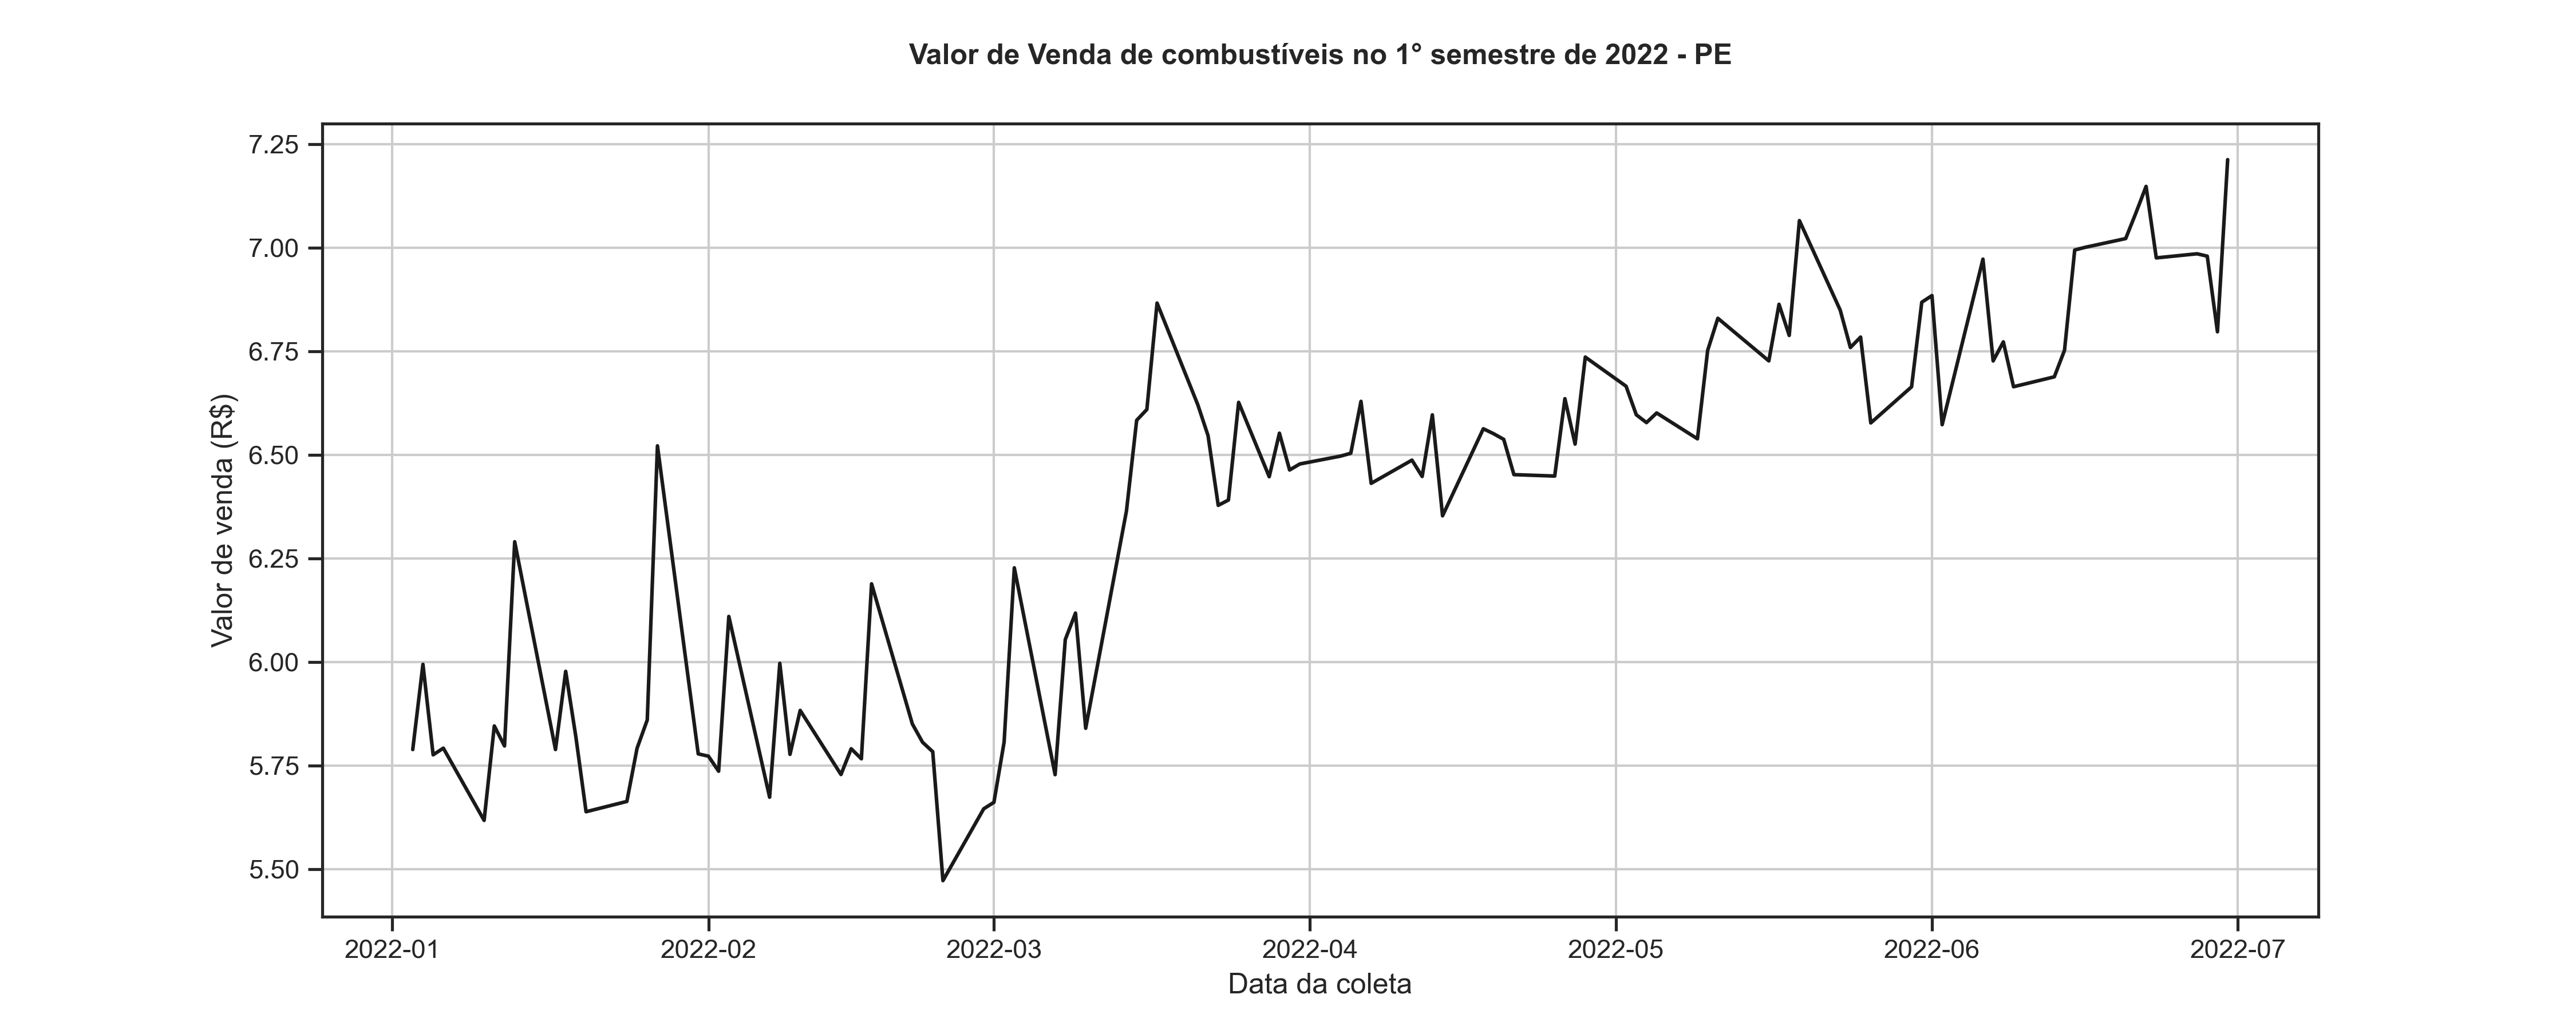 Valor de Venda de combustíveis no 1° semestre de 2022 - PE
7.25
7.00
6.75
6.50
6.25
6.00
5.75
5.50
Valor de venda (R$)
2022-01 2022-02 2022-03 2022-04 2022-05 2022-06 2022-07
Data da coleta